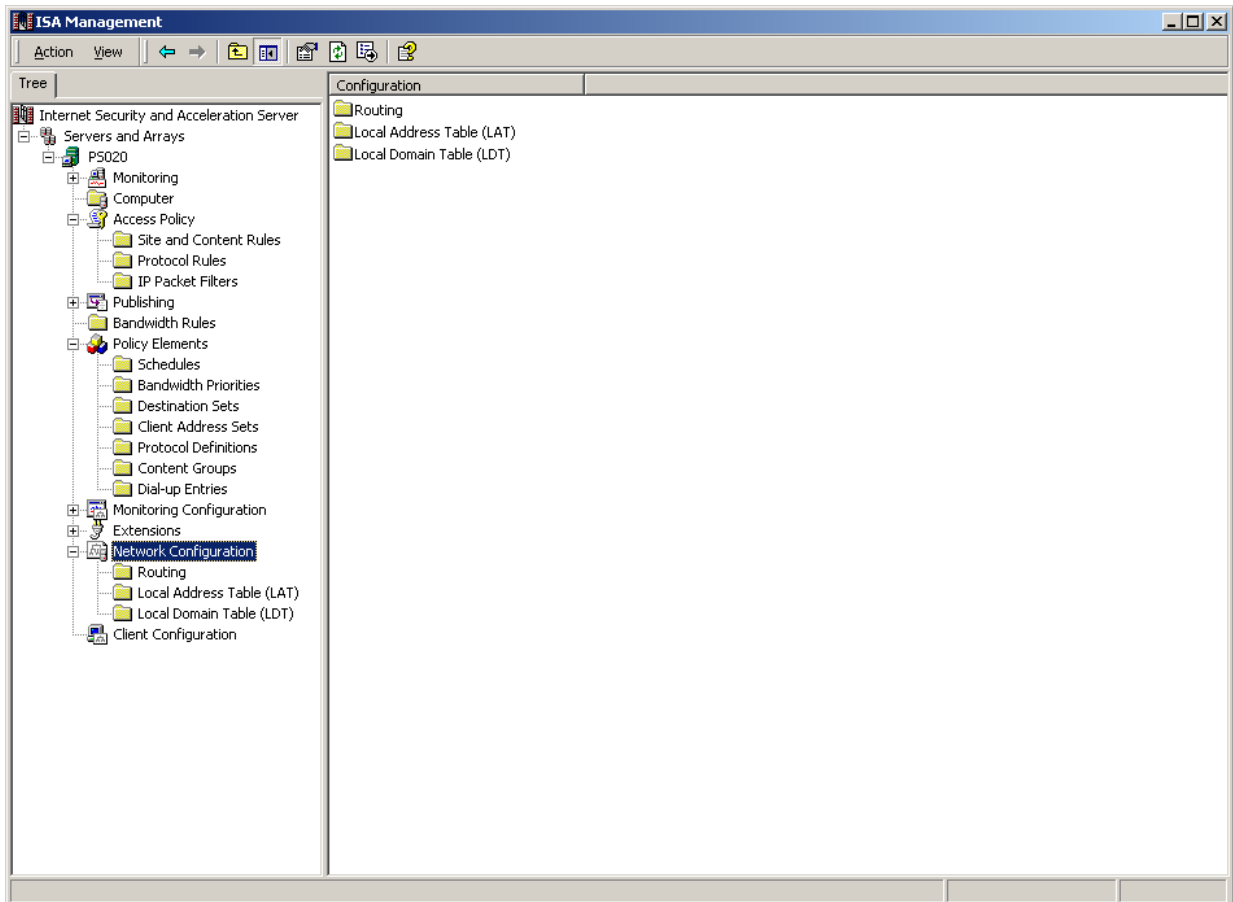 ISA Management
Action View
Tree
Configuration
Internet Security and Acceleration Server
Servers and Arrays
P5020
Monitoring
Computer
Access Policy
Site and Content Rules
Protocol Rules
IP Packet Filters
Publishing
Bandwidth Rules
Policy Elements
Schedules
Bandwidth Priorities
Destination Sets
Client Address Sets
Protocol Definitions
Content Groups
Dial-up Entries
Monitoring Configuration
Extensions
Network Configuration
Routing
Local Address Table (LAT)
Local Domain Table (LDT)
Client Configuration
Routing
Local Address Table (LAT)
Local Domain Table (LDT)